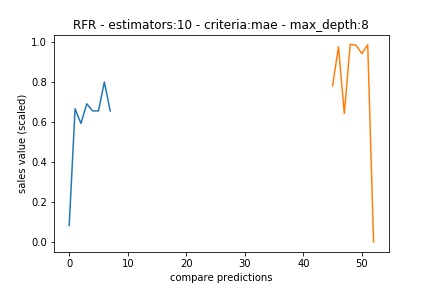 RFR - estimators:10 - criteria:mae - max_depth:8
sales value (scaled)
1.0
0.8
0.6
0.4
0.2
0.0
0 10 20 30 40 50
compare predictions